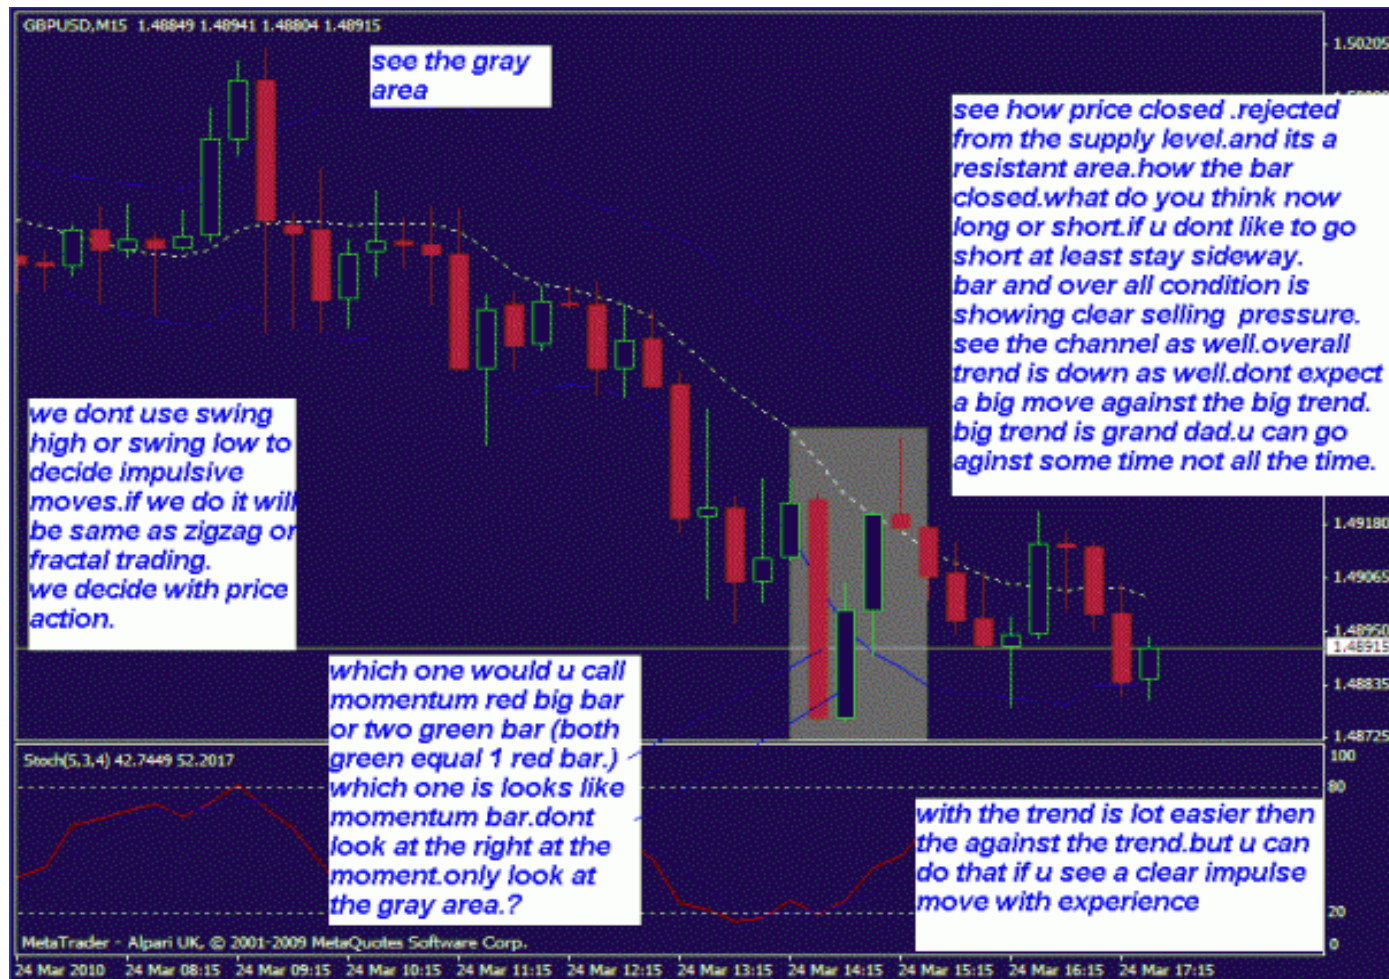 GBPUSD,M15 1.48849 1.48941 1.48804 1.48915
1.50205
see the gray
area
see how price closed .rejected
from the supply level.and its a
resistant area.how the bar
closed.what do you think now
long or short.if u dont like to go
short at least stay sideway.
bar and over all condition is
showing clear selling pressure.
see the channel as well.overall
trend is down as well.dont expect
a big move against the big trend.
big trend is grand dad.u can go
aginst some time not all the time.
we dont use swing
high or swing low to
decide impulsive
moves.if we do it will
be same as zigzag or
fractal trading.
we decide with price
action.
1.49180
1.49065
1.48950
1.48915
1.48835
1.48725
which one would u call
momentum red big bar
or two green bar (both
green equal 1 red bar.)
which one is looks like
momentum bar.dont
look at the right at the
moment.only look at
the gray area.?
Stoch(5,3,4) 42.7449 52.2017
100
80
with the trend is lot easier then
the against the trend.but u can
do that if u see a clear impulse
move with experience
20
0
MetaTrader - Alpari UK, © 2001-2009 MetaQuotes Software Corp.
24 Mar 2010 24 Mar 08:15 24 Mar 09:15 24 Mar 10:15 24 Mar 11:15 24 Mar 12:15 24 Mar 13:15 24 Mar 14:15 24 Mar 15:15 24 Mar 16:15 24 Mar 17:15